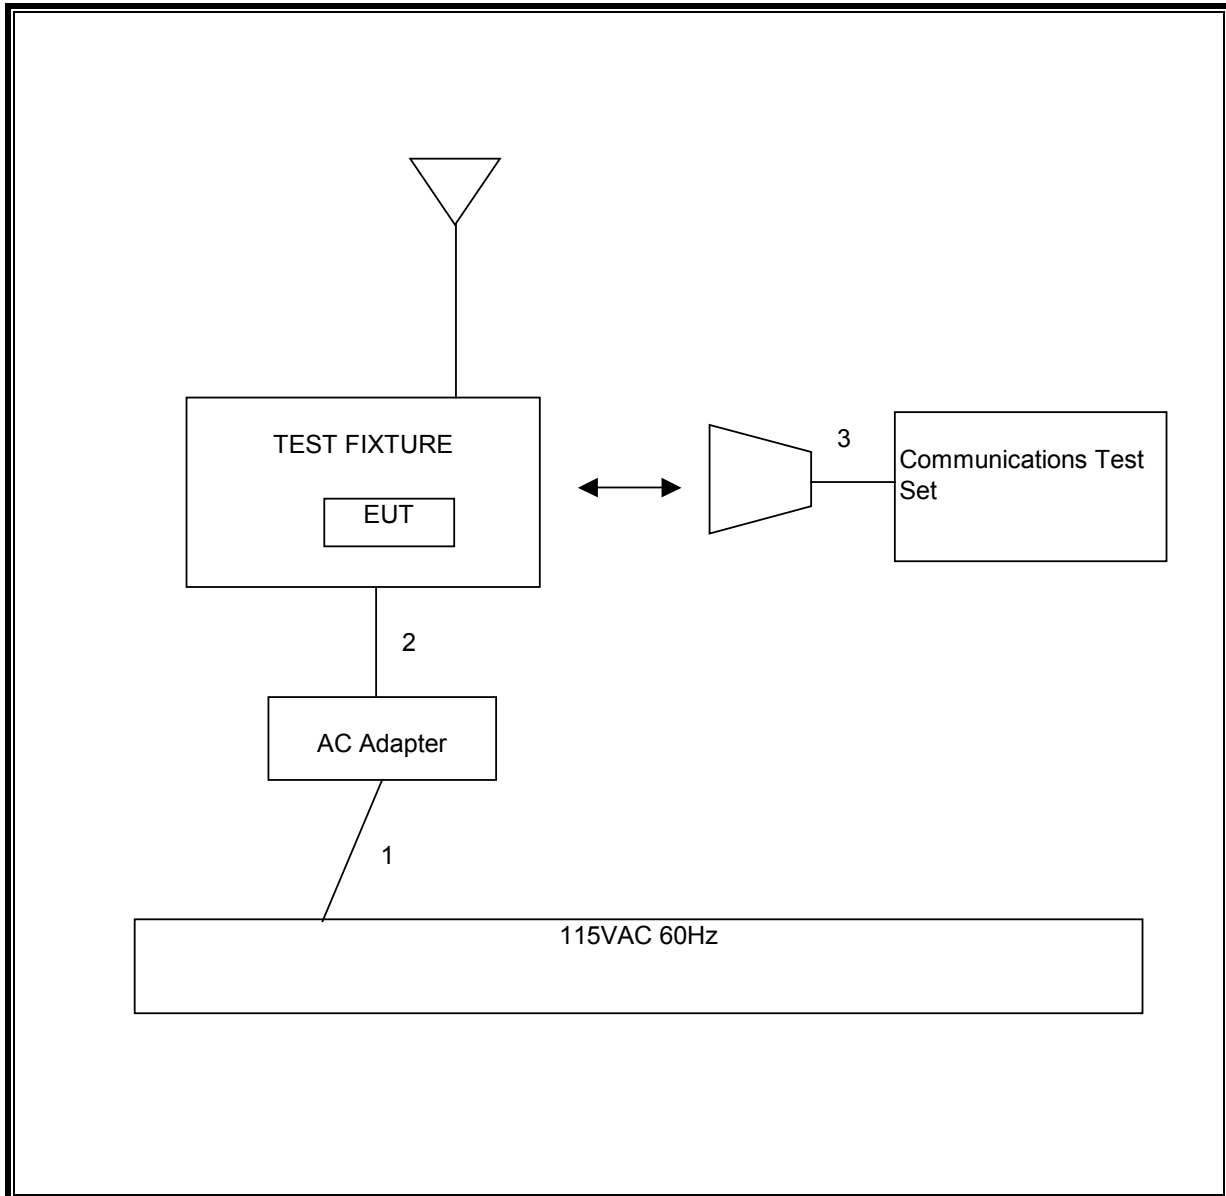 TEST FIXTURE
EUT
3
Communications Test
Set
2
AC Adapter
1
115VAC 60Hz